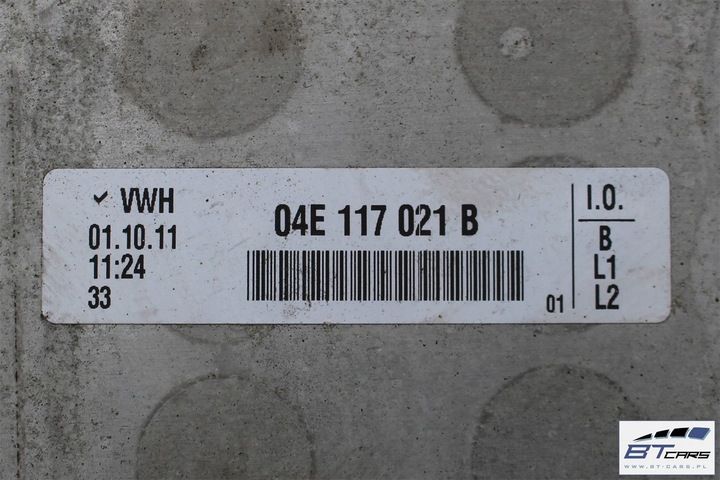 ✓ VWH
01.10.11
11:24
33
04E 117 021 B
01
I.O.
B
L1
L2
BT CARS
WWW.BT-CARS.PL